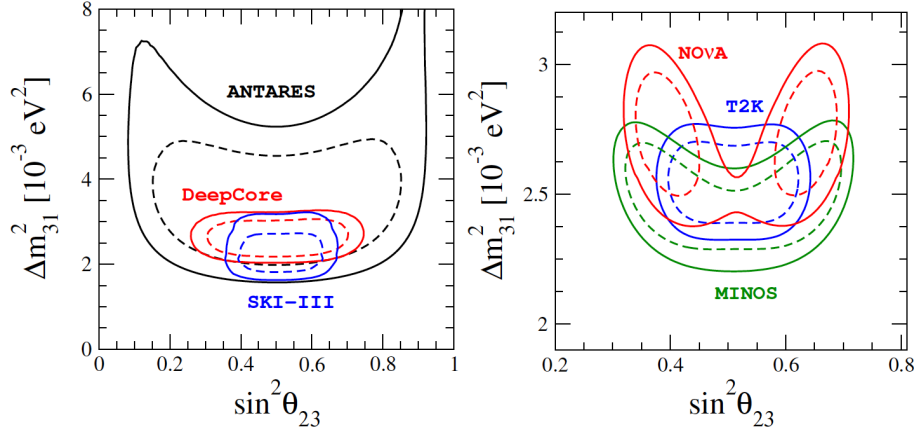 8
6
4
2
0
Δm²₃₁ [10⁻³ eV²]
ANTARES
DeepCore
SKI-III
0 0.2 0.4 0.6 0.8 1
sin²θ₂₃
3
2
Δm²₃₁ [10⁻³ eV²]
NOνA
T2K
MINOS
0.2 0.4 0.6 0.8
sin²θ₂₃